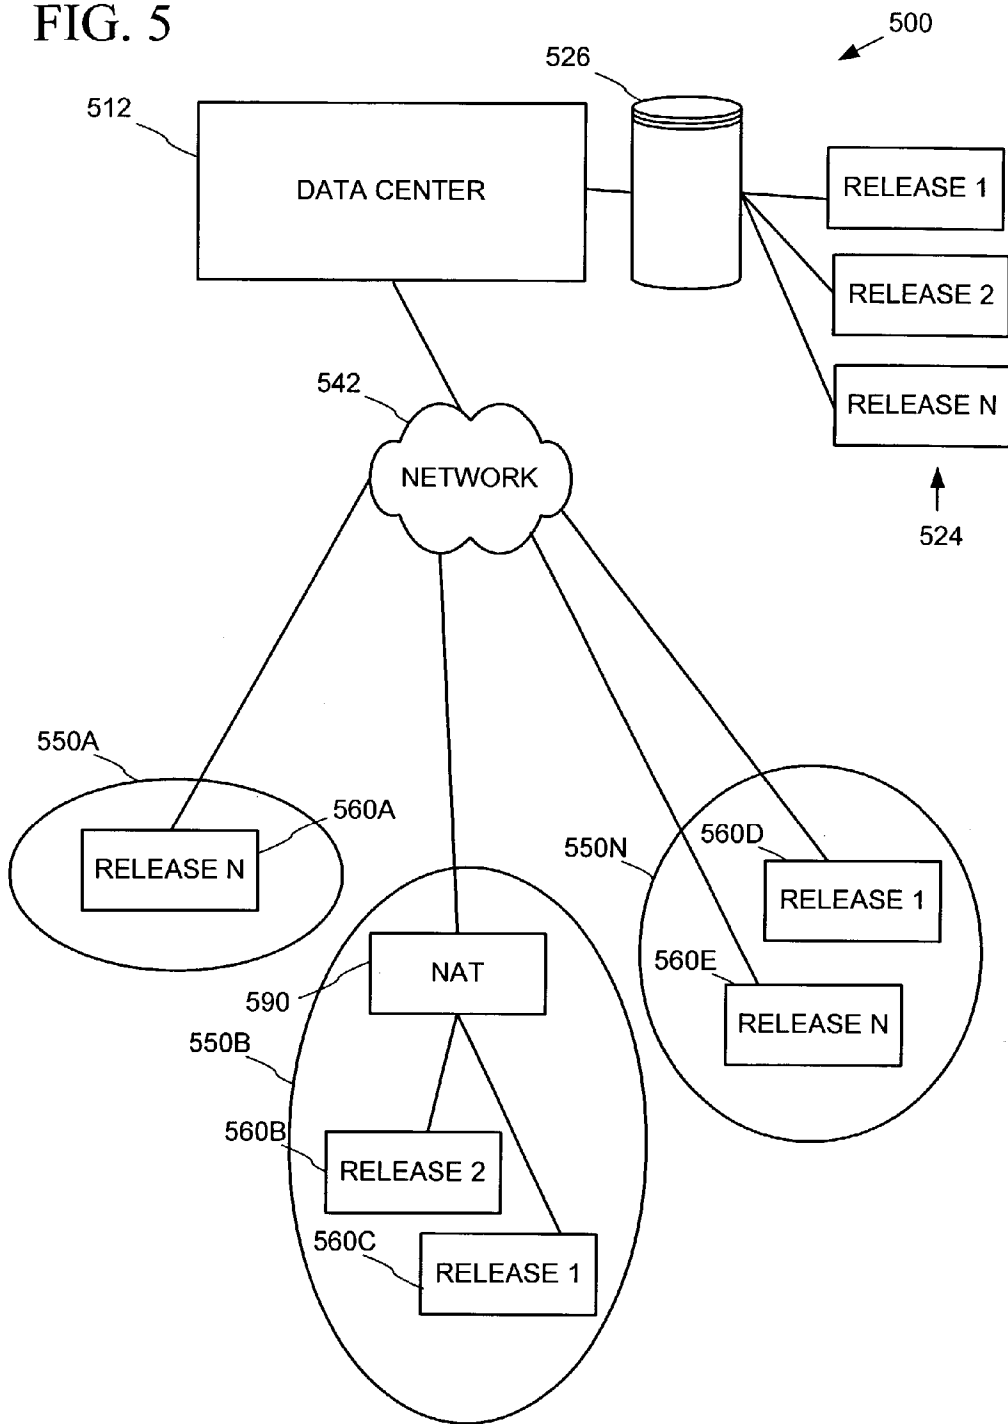 FIG. 5
500
526
512
DATA CENTER
RELEASE 1
RELEASE 2
RELEASE N
524
542
NETWORK
550A
560A
RELEASE N
550N
560D
RELEASE 1
560E
RELEASE N
NAT
590
550B
560B
RELEASE 2
560C
RELEASE 1